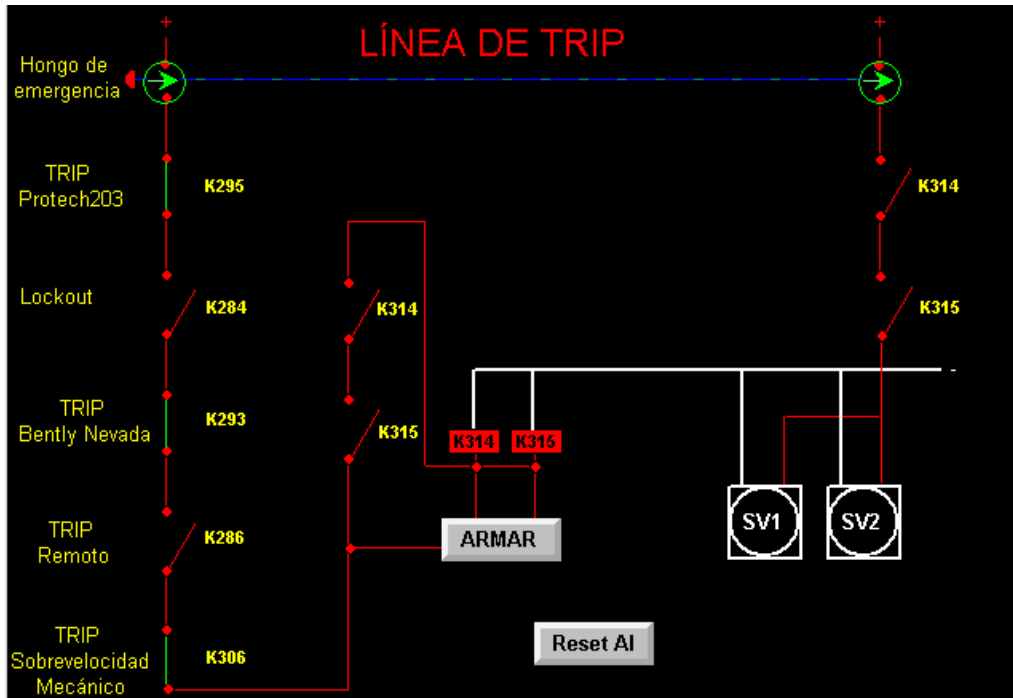 LÍNEA DE TRIP
+
+
Hongo de
emergencia
TRIP
Protech203
K295
K314
Lockout
K284
K314
K315
TRIP
Bently Nevada
K293
K315
K314
K315
-
TRIP
Remoto
K286
ARMAR
SV1
SV2
TRIP
Sobrevelocidad
Mecánico
K306
Reset AI